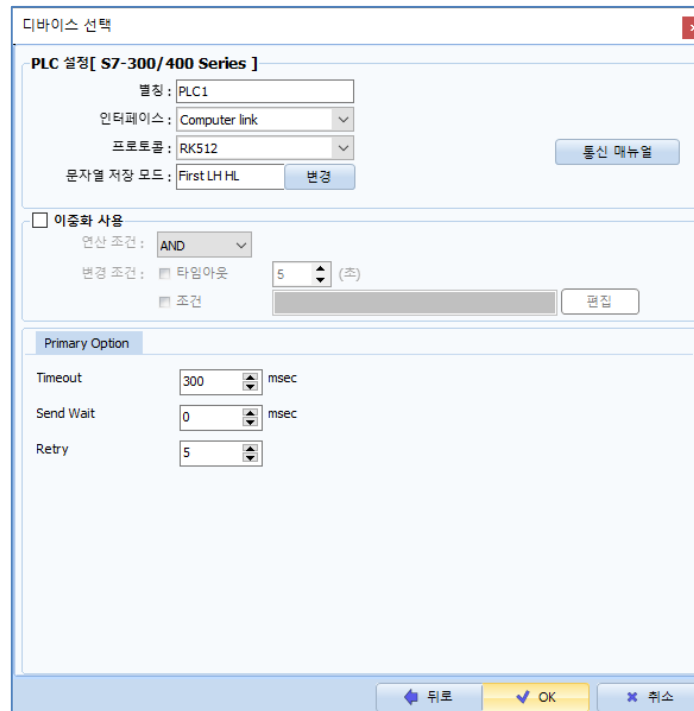 디바이스 선택
PLC 설정[ S7-300/400 Series ]
별칭 : PLC1
인터페이스 : Computer link
프로토콜 : RK512
통신 매뉴얼
문자열 저장 모드 : First LH HL 변경
이중화 사용
연산 조건 : AND
변경 조건 : 타임아웃 5 (초)
조건 편집
Primary Option
Timeout 300 msec
Send Wait 0 msec
Retry 5
뒤로 OK 취소